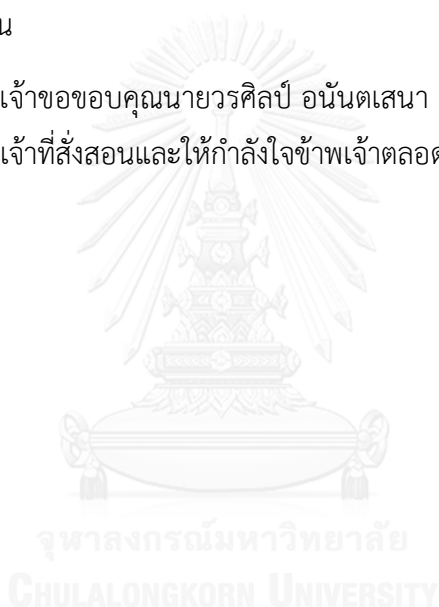 น
เจ้าขอขอบคุณนายวรศิลป์ อนันตเสนา
เจ้าที่สั่งสอนและให้กำลังใจข้าพเจ้าตลอด
จุฬาลงกรณ์มหาวิทยาลัย
CHULALONGKORN UNIVERSITY